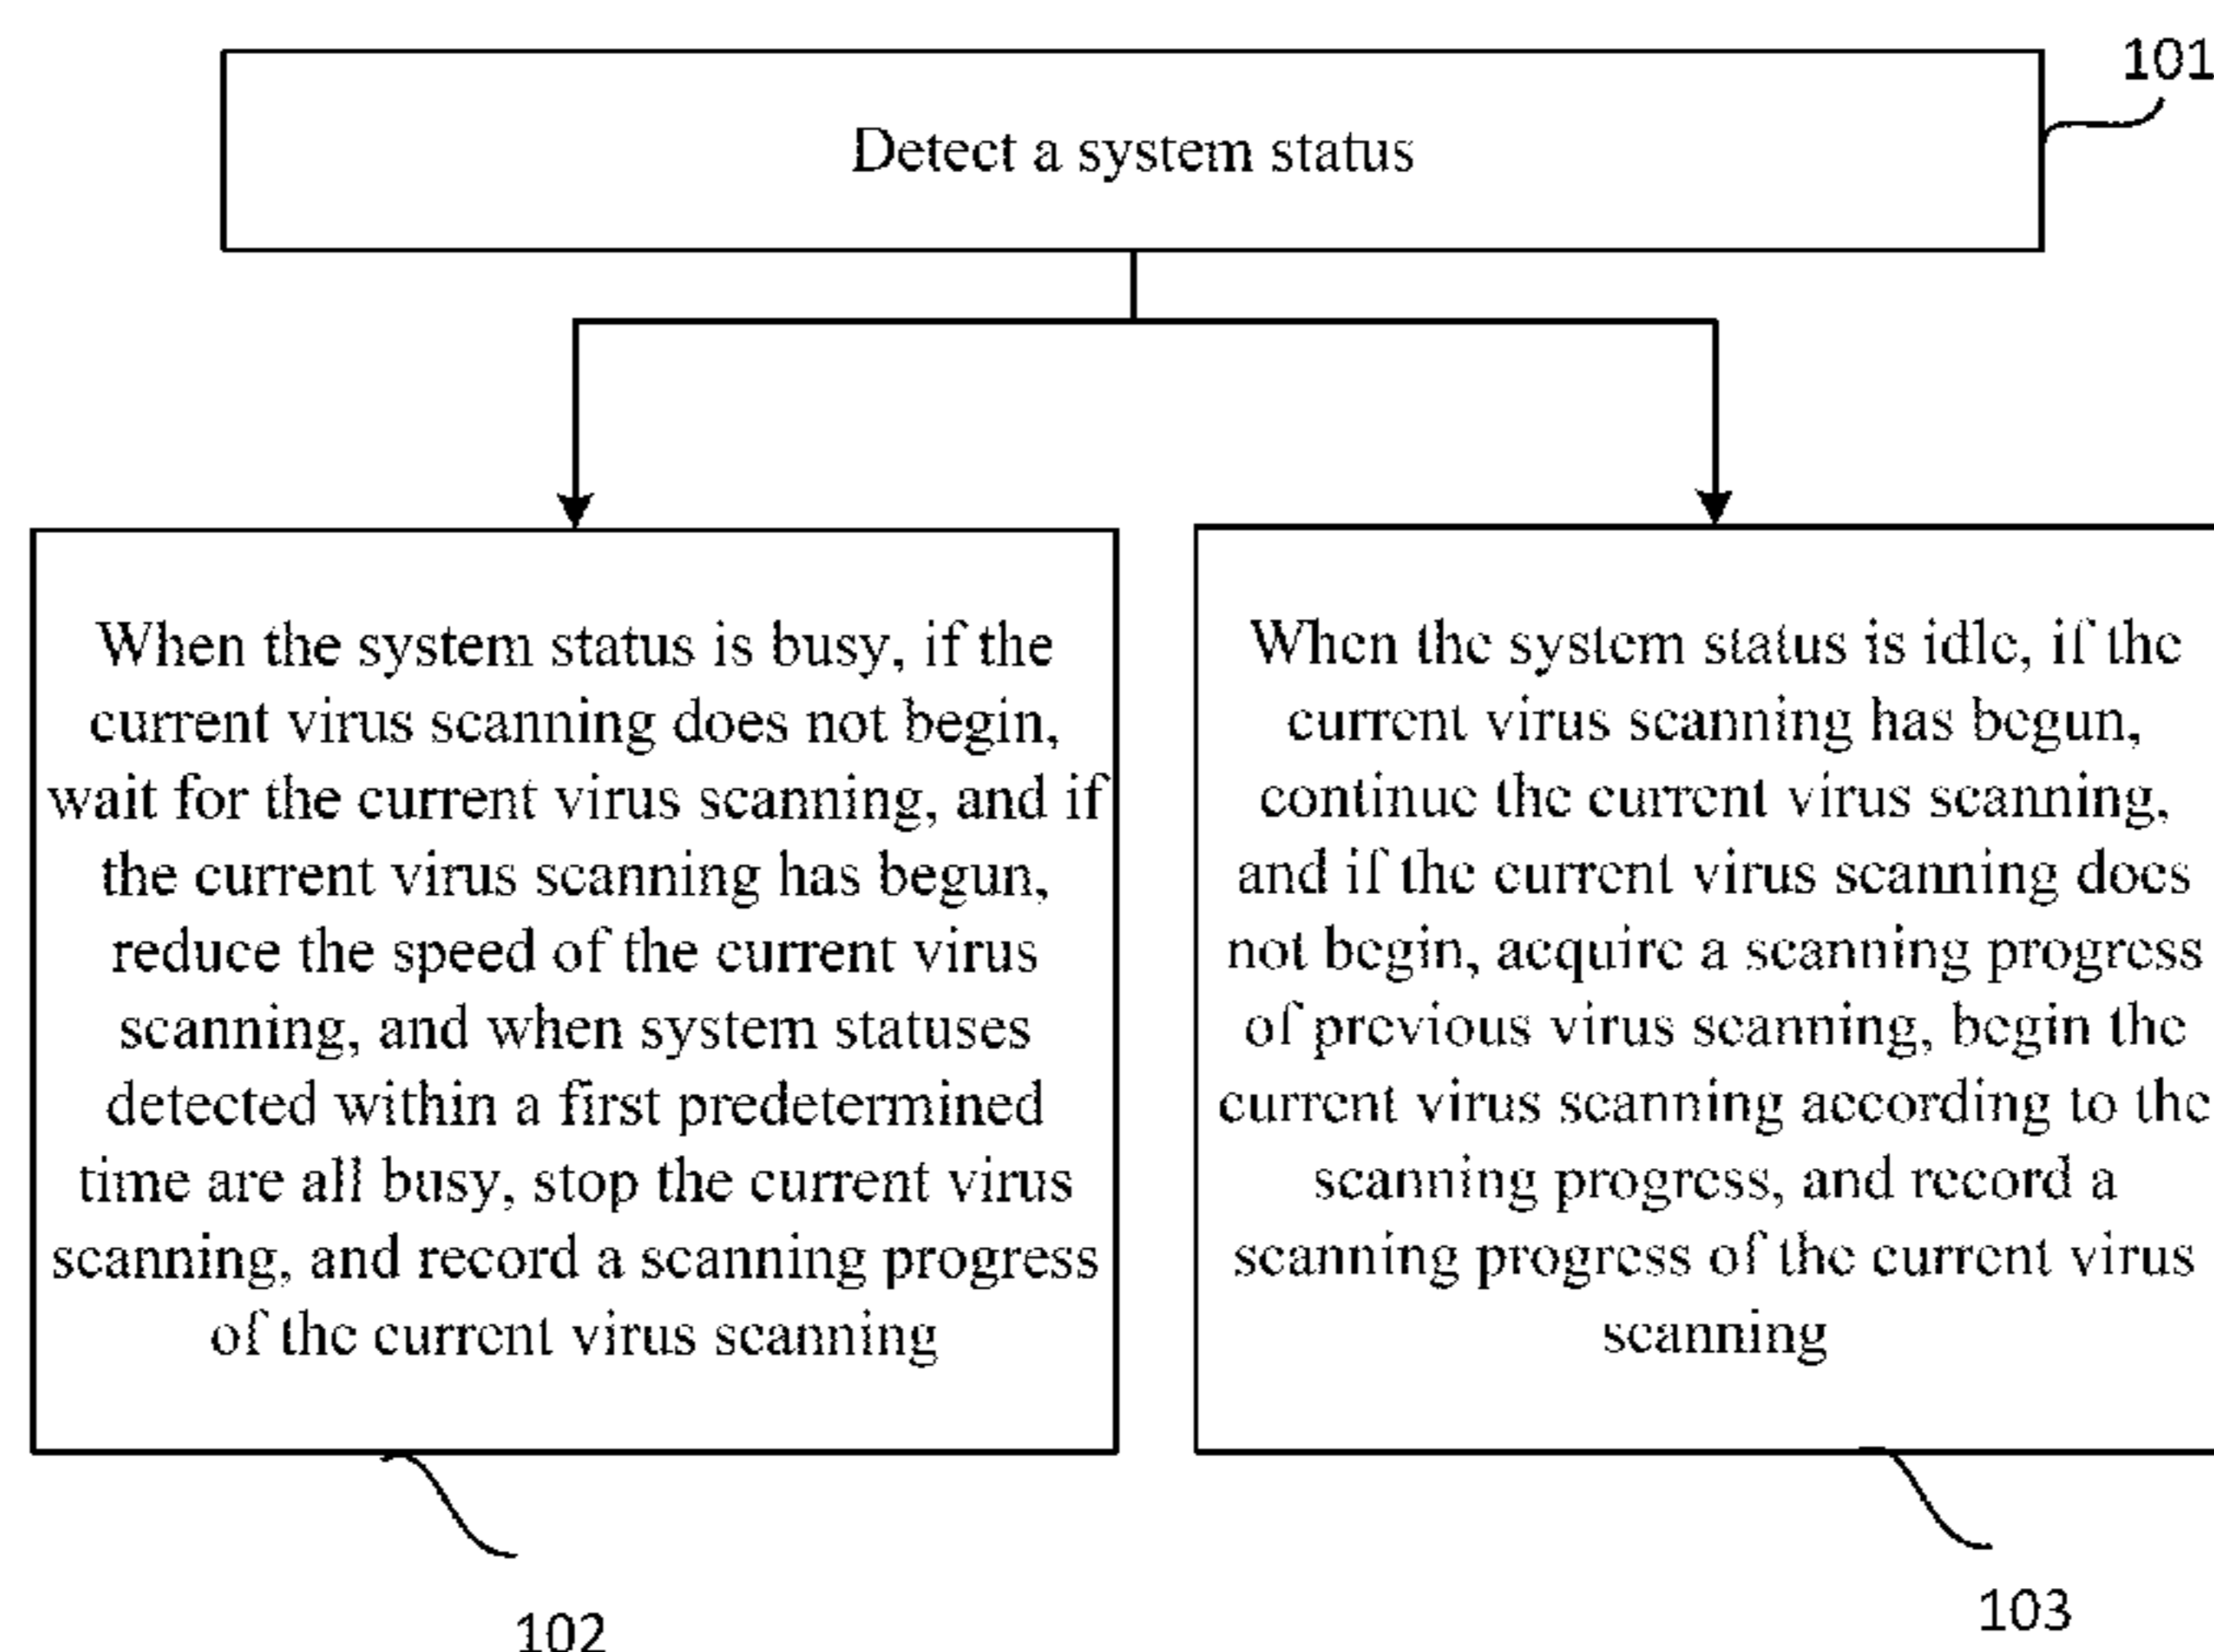 101
Detect a system status
When the system status is busy, if the
current virus scanning does not begin,
wait for the current virus scanning, and if
the current virus scanning has begun,
reduce the speed of the current virus
scanning, and when system statuses
detected within a first predetermined
time are all busy, stop the current virus
scanning, and record a scanning progress
of the current virus scanning
When the system status is idle, if the
current virus scanning has begun,
continue the current virus scanning,
and if the current virus scanning does
not begin, acquire a scanning progress
of previous virus scanning, begin the
current virus scanning according to the
scanning progress, and record a
scanning progress of the current virus
scanning
102
103